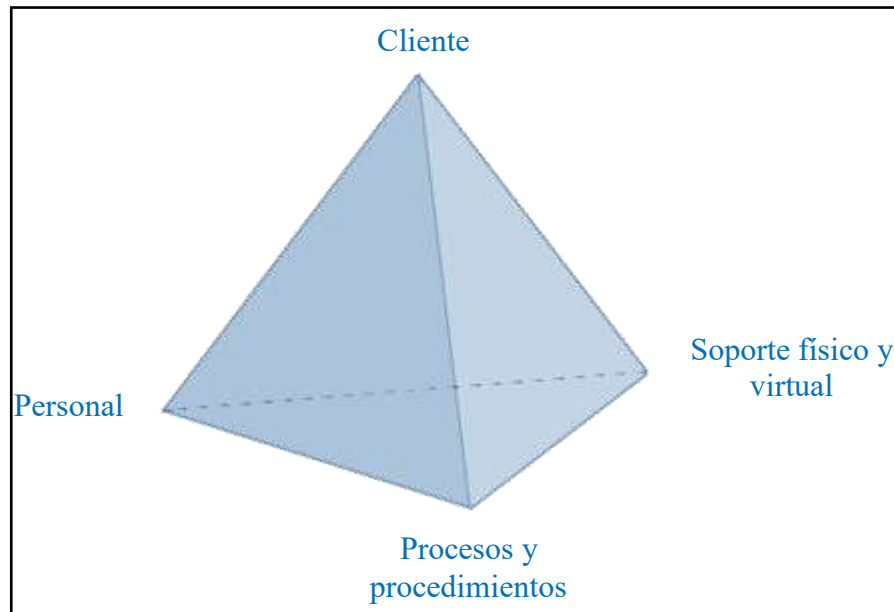 Cliente
Soporte físico y
virtual
Personal
Procesos y
procedimientos